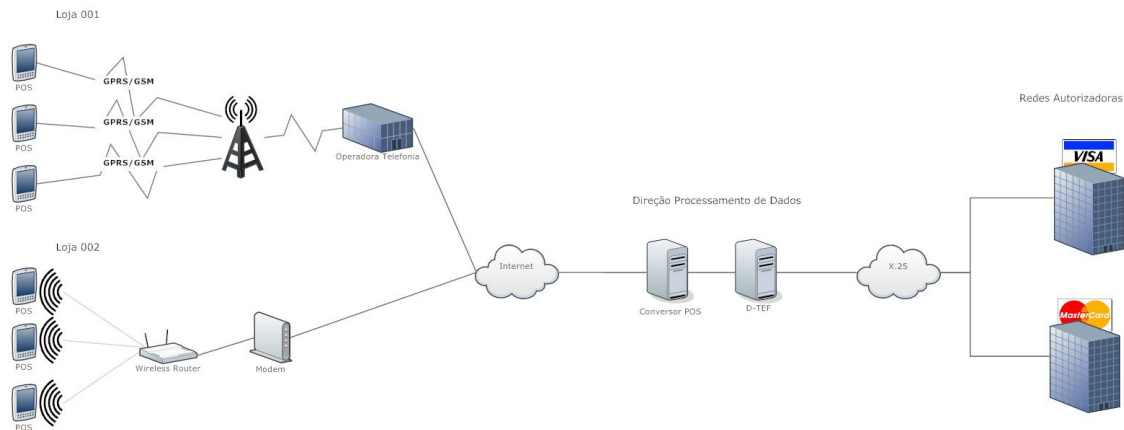 Loja 001
POS
GPRS/GSM
POS
GPRS/GSM
POS
GPRS/GSM
Operadora Telefonia
Redes Autorizadoras
VISA
Direção Processamento de Dados
Loja 002
POS
POS
POS
Wireless Router
Modem
Internet
Conversor POS
D-TEF
X.25
MasterCard